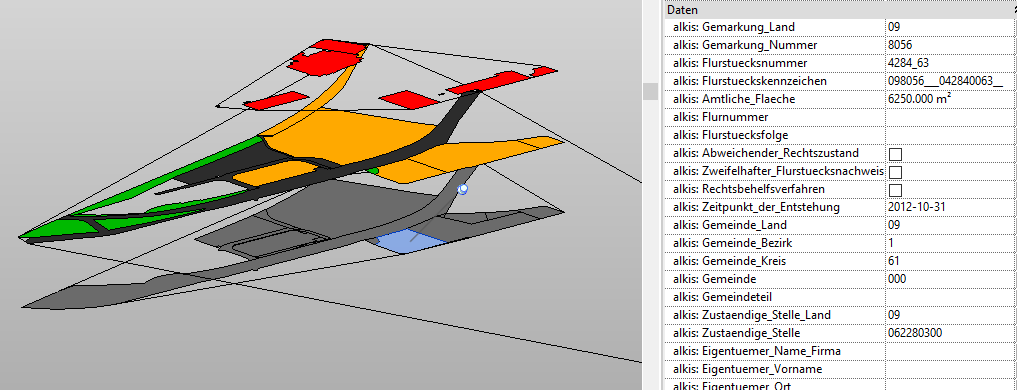 Daten
alkis: Gemarkung_Land 09
alkis: Gemarkung_Nummer 8056
alkis: Flurstuecksnummer 4284_63
alkis: Flurstueckskennzeichen 098056___042840063__
alkis: Amtliche_Flaeche 6250.000 m²
alkis: Flurnummer
alkis: Flurstuecksfolge
alkis: Abweichender_Rechtszustand
alkis: Zweifelhafter_Flurstuecksnachweis
alkis: Rechtsbehelfsverfahren
alkis: Zeitpunkt_der_Entstehung 2012-10-31
alkis: Gemeinde_Land 09
alkis: Gemeinde_Bezirk 1
alkis: Gemeinde_Kreis 61
alkis: Gemeinde 000
alkis: Gemeindeteil
alkis: Zustaendige_Stelle_Land 09
alkis: Zustaendige_Stelle 062280300
alkis: Eigentuemer_Name_Firma
alkis: Eigentuemer_Vorname
alkis: Eigentuemer_Ort